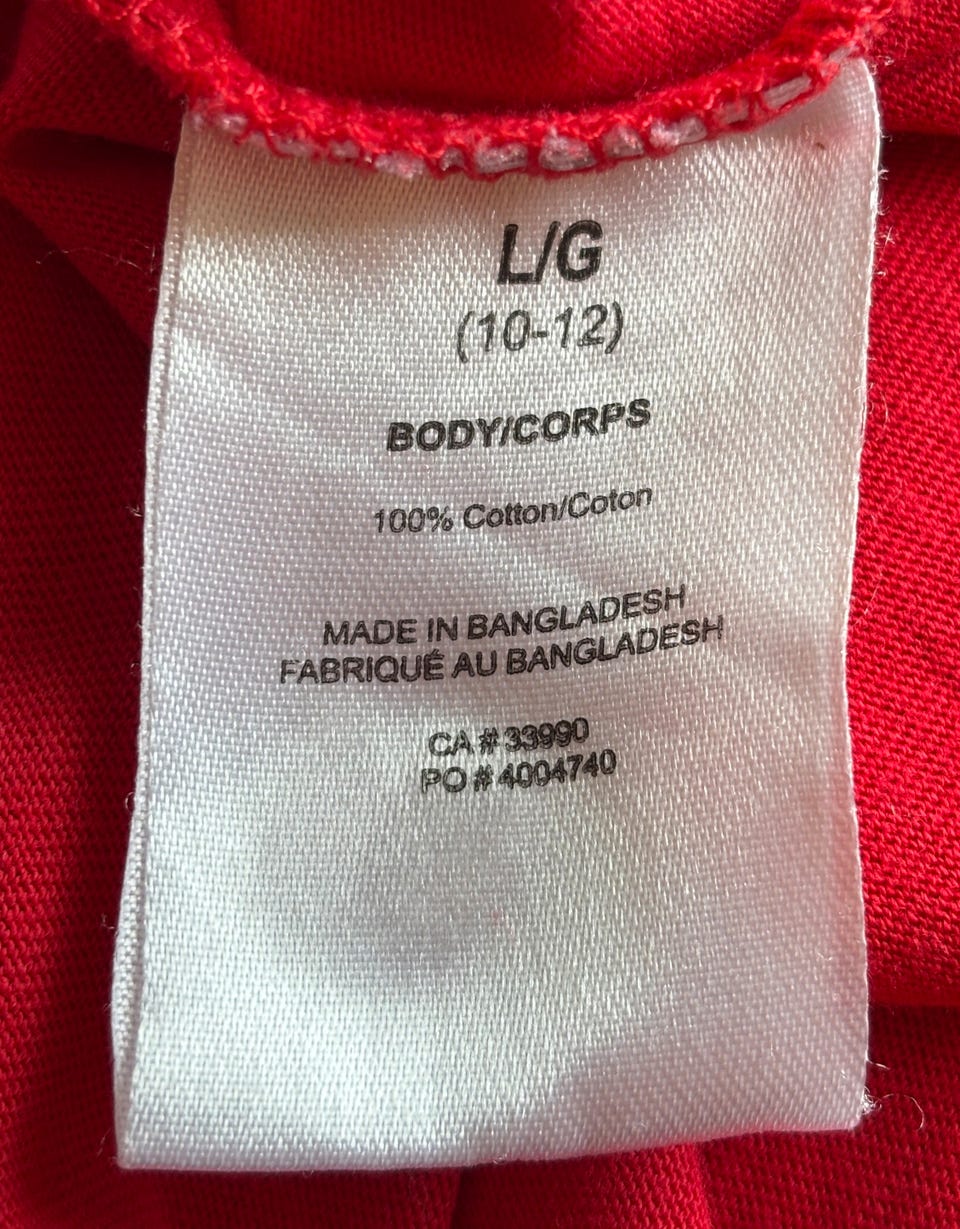 L/G
(10-12)
BODY/CORPS
100% Cotton/Coton
MADE IN BANGLADESH
FABRIQUÉ AU BANGLADESH
CA # 33990
PO # 4004740